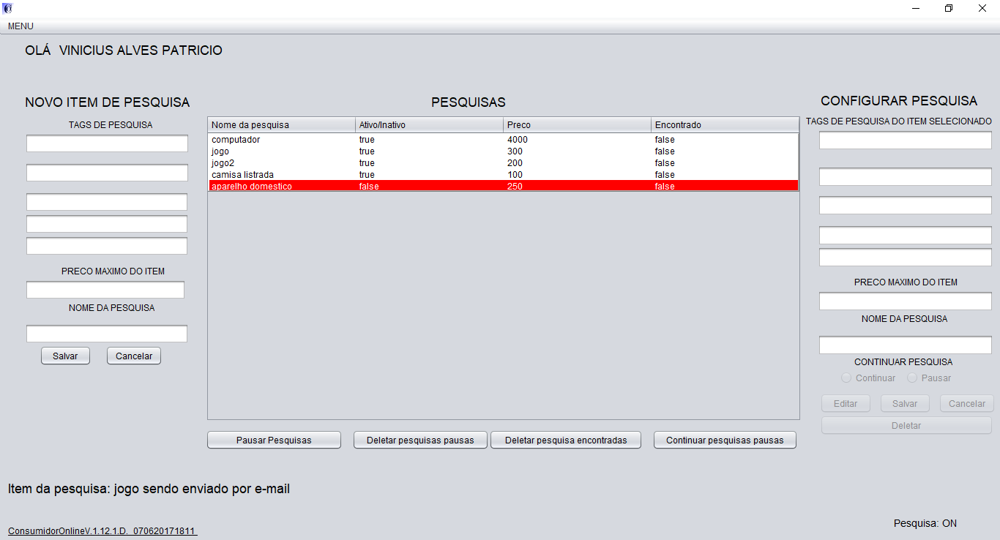 MENU
OLÁ VINICIUS ALVES PATRICIO
NOVO ITEM DE PESQUISA
TAGS DE PESQUISA
PRECO MAXIMO DO ITEM
NOME DA PESQUISA
Salvar Cancelar
PESQUISAS
Nome da pesquisa Ativo/Inativo Preco Encontrado
computador true 4000 false
jogo true 300 false
jogo2 true 200 false
camisa listrada true 100 false
aparelho domestico false 250 false
Pausar Pesquisas Deletar pesquisas pausas Deletar pesquisa encontradas Continuar pesquisas pausas
CONFIGURAR PESQUISA
TAGS DE PESQUISA DO ITEM SELECIONADO
PRECO MAXIMO DO ITEM
NOME DA PESQUISA
CONTINUAR PESQUISA
Continuar Pausar
Editar Salvar Cancelar
Deletar
Item da pesquisa: jogo sendo enviado por e-mail
Pesquisa: ON
ConsumidorOnlineV.1.12.1.D. 070620171811